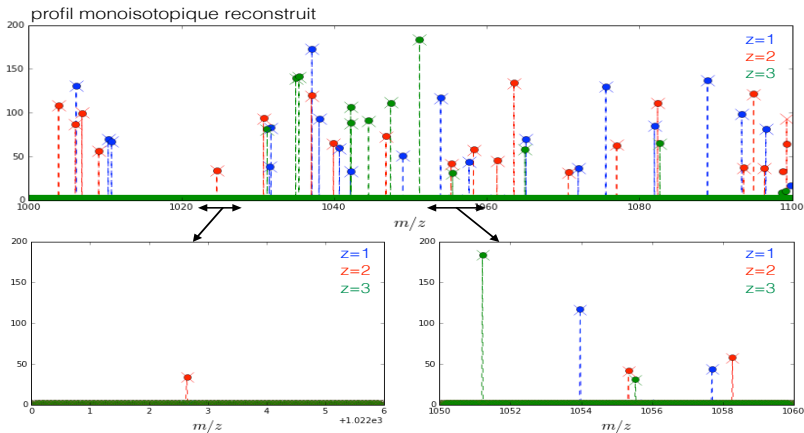 profil monoisotopique reconstruit
200
150
100
50
0
z=1
z=2
z=3
1000 1020 1040 1060 1080 1100
m/z
200
150
100
50
0
z=1
z=2
z=3
0 1 2 3 4 5 6
+1.022e3
m/z
200
150
100
50
0
z=1
z=2
z=3
1050 1052 1054 1056 1058 1060
m/z